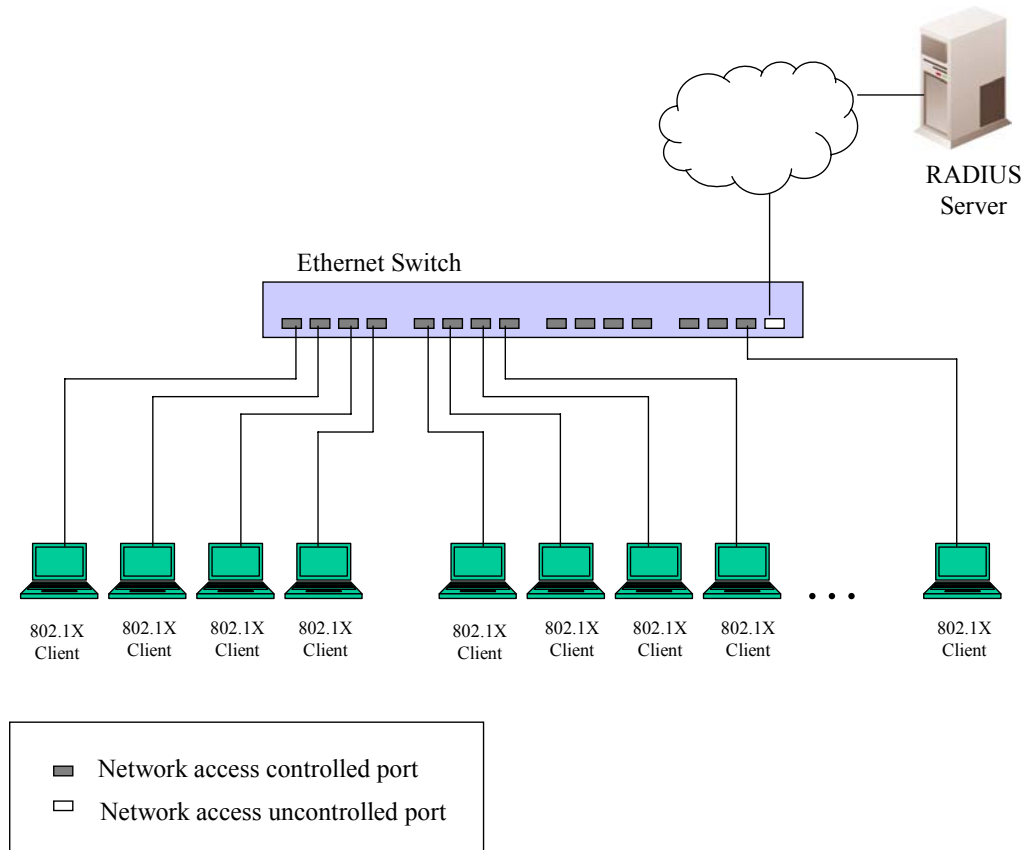 RADIUS
Server
Ethernet Switch
802.1X
Client
802.1X
Client
802.1X
Client
802.1X
Client
802.1X
Client
802.1X
Client
802.1X
Client
802.1X
Client
802.1X
Client
Network access controlled port
Network access uncontrolled port